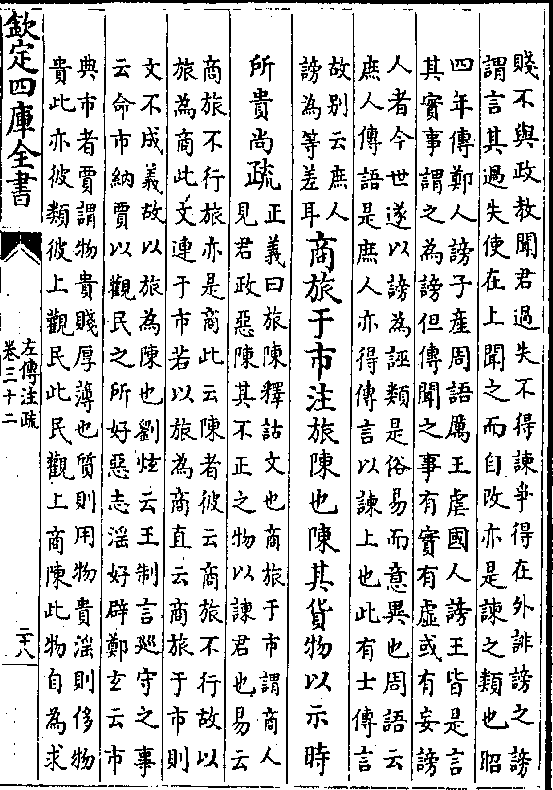 賤不與政教聞君過失不得諫爭得在外誹謗之謗
謂言其過失使在上聞之而自改亦是諫之類也昭
四年傳鄭人謗子產周語厲王虐國人謗王皆是言
其實事謂之為謗但傳聞之事有實有虛或有妄謗
人者今世遂以謗為誣類是俗易而意異也周語云
庶人傳語是庶人亦得傳言以諫上也此有士傳言
故別云庶人
謗為等差耳
商旅于市注旅陳也陳其貨物以示時
所貴尚疏
正義曰旅陳釋詁文也商旅于市謂商人
見君政惡陳其不正之物以諫君也易云
商旅不行旅亦是商此云陳者彼云商旅不行故以
旅為商此文連于市若以旅為商直云商旅于市則
文不成義故以旅為陳也劉炫云王制言巡守之事
云命市納賈以觀民之所好惡志淫好辟鄭玄云市
典市者賈謂物貴賤厚薄也質則用物貴淫則侈物
貴此亦彼類彼上觀民此民觀上商陳此物自為求
欽定四庫全書
左傳注疏
卷三十二
二十八